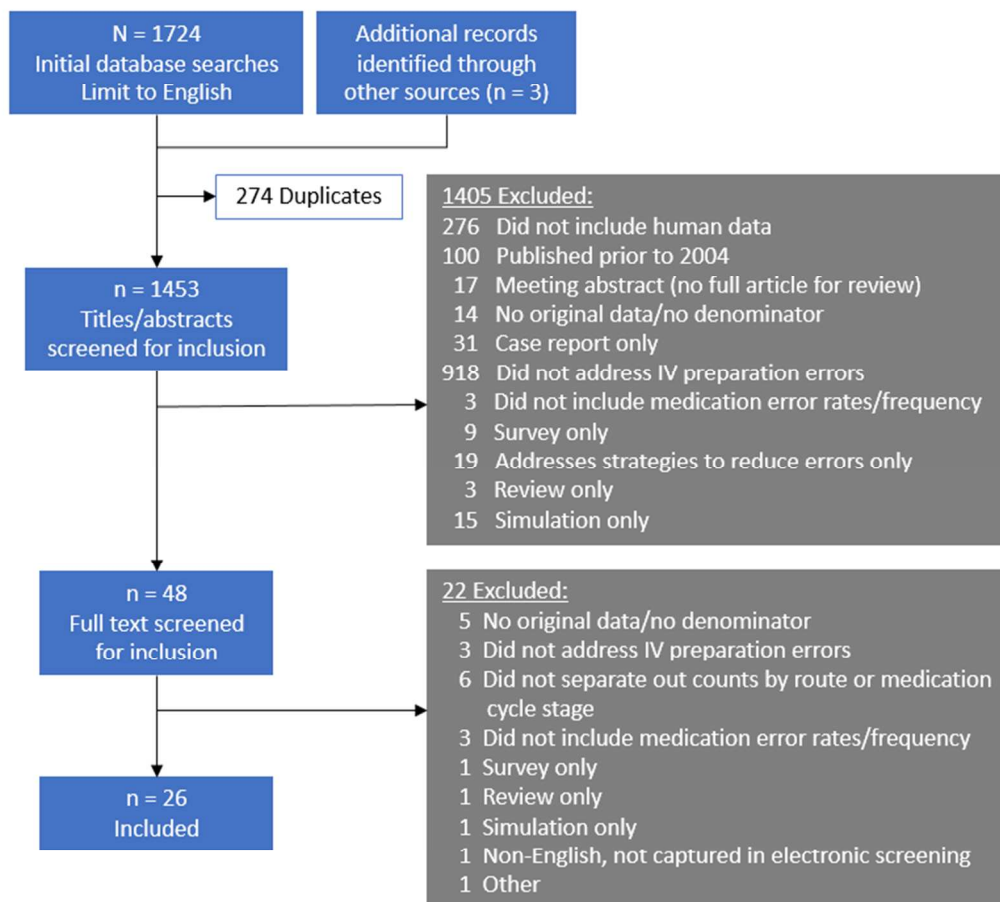 N = 1724
Initial database searches
Limit to English
Additional records
identified through
other sources (n = 3)
274 Duplicates
n = 1453
Titles/abstracts
screened for inclusion
1405 Excluded:
276 Did not include human data
100 Published prior to 2004
17 Meeting abstract (no full article for review)
14 No original data/no denominator
31 Case report only
918 Did not address IV preparation errors
3 Did not include medication error rates/frequency
9 Survey only
19 Addresses strategies to reduce errors only
3 Review only
15 Simulation only
n = 48
Full text screened
for inclusion
22 Excluded:
5 No original data/no denominator
3 Did not address IV preparation errors
6 Did not separate out counts by route or medication
cycle stage
3 Did not include medication error rates/frequency
1 Survey only
1 Review only
1 Simulation only
1 Non-English, not captured in electronic screening
1 Other
n = 26
Included